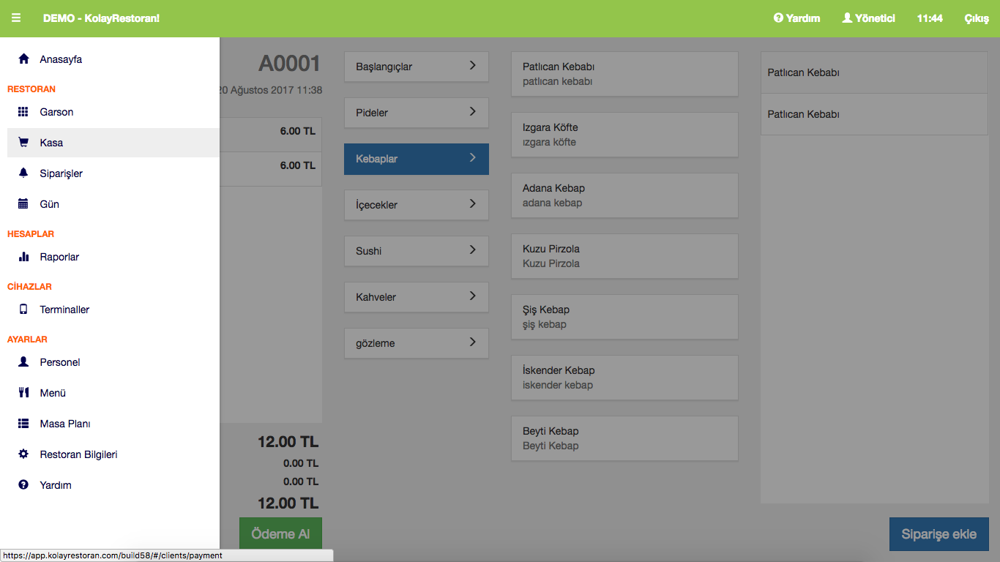 DEMO - KolayRestoran!
Yardım
Yönetici
11:44
Çıkış
Anasayfa
RESTORAN
Garson
Kasa
Siparişler
Gün
HESAPLAR
Raporlar
CİHAZLAR
Terminaller
AYARLAR
Personel
Menü
Masa Planı
Restoran Bilgileri
Yardım
A0001
20 Ağustos 2017 11:38
6.00 TL
6.00 TL
12.00 TL
0.00 TL
0.00 TL
12.00 TL
Ödeme Al
Başlangıçlar
Pideler
Kebaplar
İçecekler
Sushi
Kahveler
gözleme
Patlıcan Kebabı
patlıcan kebabı
Izgara Köfte
ızgara köfte
Adana Kebap
adana kebap
Kuzu Pirzola
Kuzu Pirzola
Şiş Kebap
şiş kebap
İskender Kebap
iskender kebap
Beyti Kebap
Beyti Kebap
Patlıcan Kebabı
Patlıcan Kebabı
Siparişe ekle
https://app.kolayrestoran.com/build58/#/clients/payment